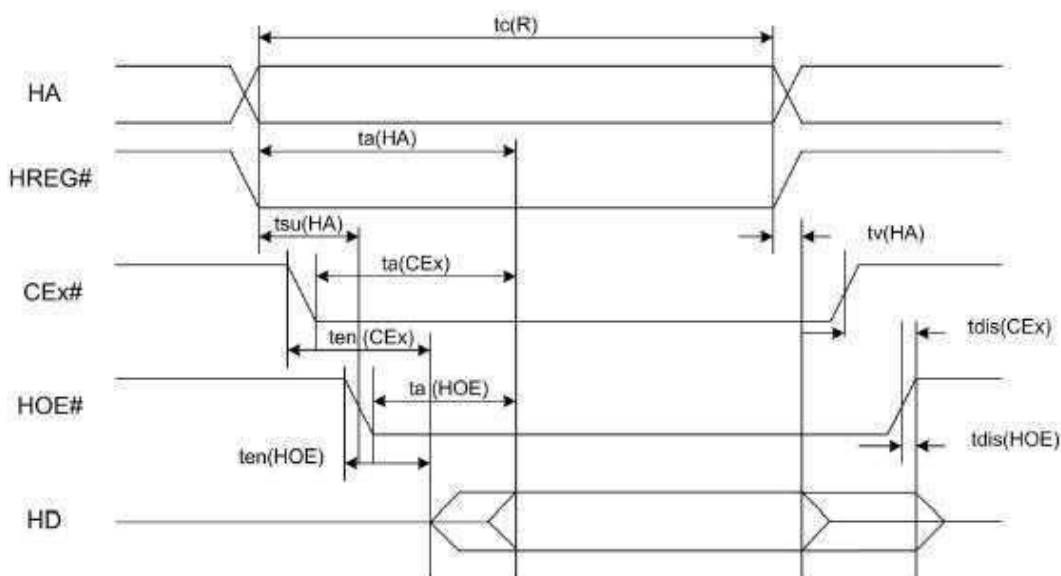 tc(R)
HA
ta(HA)
HREG#
tsu(HA)
tv(HA)
ta(CEx)
CEx#
ten (CEx)
tdis(CEx)
ta (HOE)
HOE#
tdis(HOE)
ten(HOE)
HD